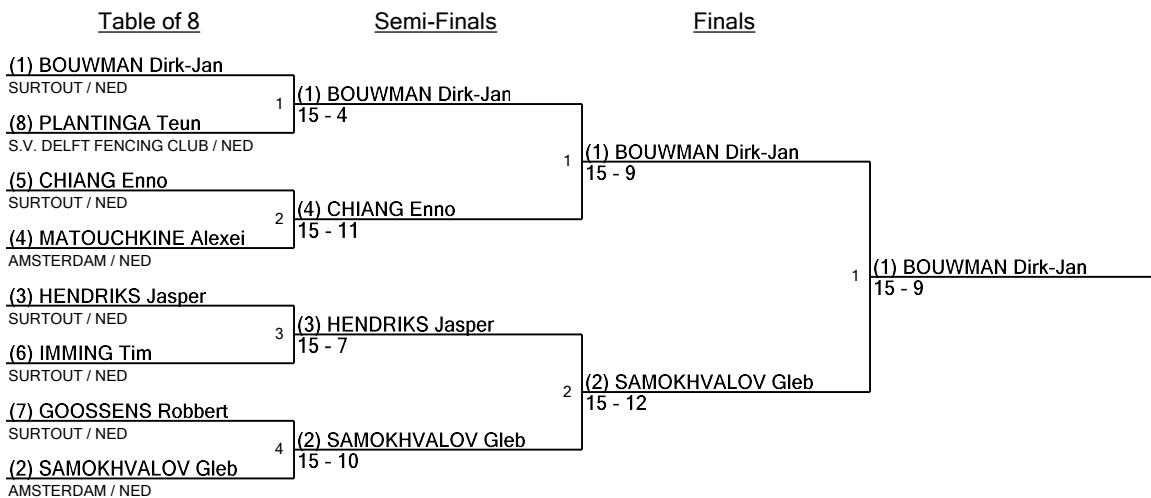 Table of 8
Semi-Finals
Finals
(1) BOUWMAN Dirk-Jan
SURTOUT / NED
1
(8) PLANTINGA Teun
S.V. DELFT FENCING CLUB / NED
(5) CHIANG Enno
SURTOUT / NED
2
(4) MATOUCHKINE Alexei
AMSTERDAM / NED
(3) HENDRIKS Jasper
SURTOUT / NED
3
(6) IMMING Tim
SURTOUT / NED
(7) GOOSSENS Robbert
SURTOUT / NED
4
(2) SAMOKHVALOV Gleb
AMSTERDAM / NED
(1) BOUWMAN Dirk-Jan
15 - 4
1
(4) CHIANG Enno
15 - 11
(3) HENDRIKS Jasper
15 - 7
2
(2) SAMOKHVALOV Gleb
15 - 10
(1) BOUWMAN Dirk-Jan
15 - 9
1
(2) SAMOKHVALOV Gleb
15 - 12
(1) BOUWMAN Dirk-Jan
15 - 9